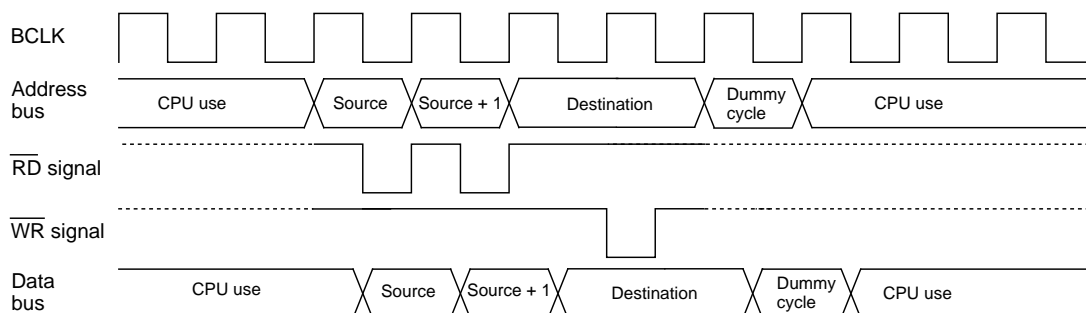 BCLK
Address
bus
CPU use
Source
Source + 1
Destination
Dummy
cycle
CPU use
RD signal
WR signal
Data
bus
CPU use
Source
Source + 1
Destination
Dummy
cycle
CPU use